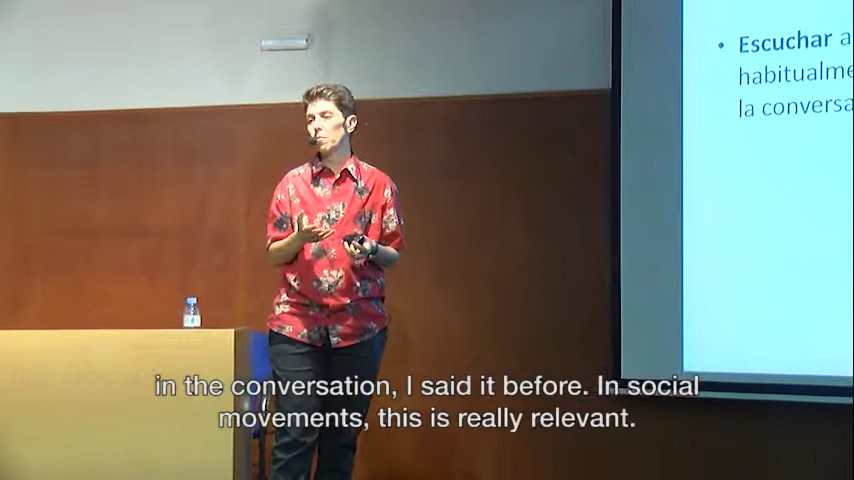 • Escuchar a
habitualme
la conversa
in the conversation, I said it before. In social
movements, this is really relevant.